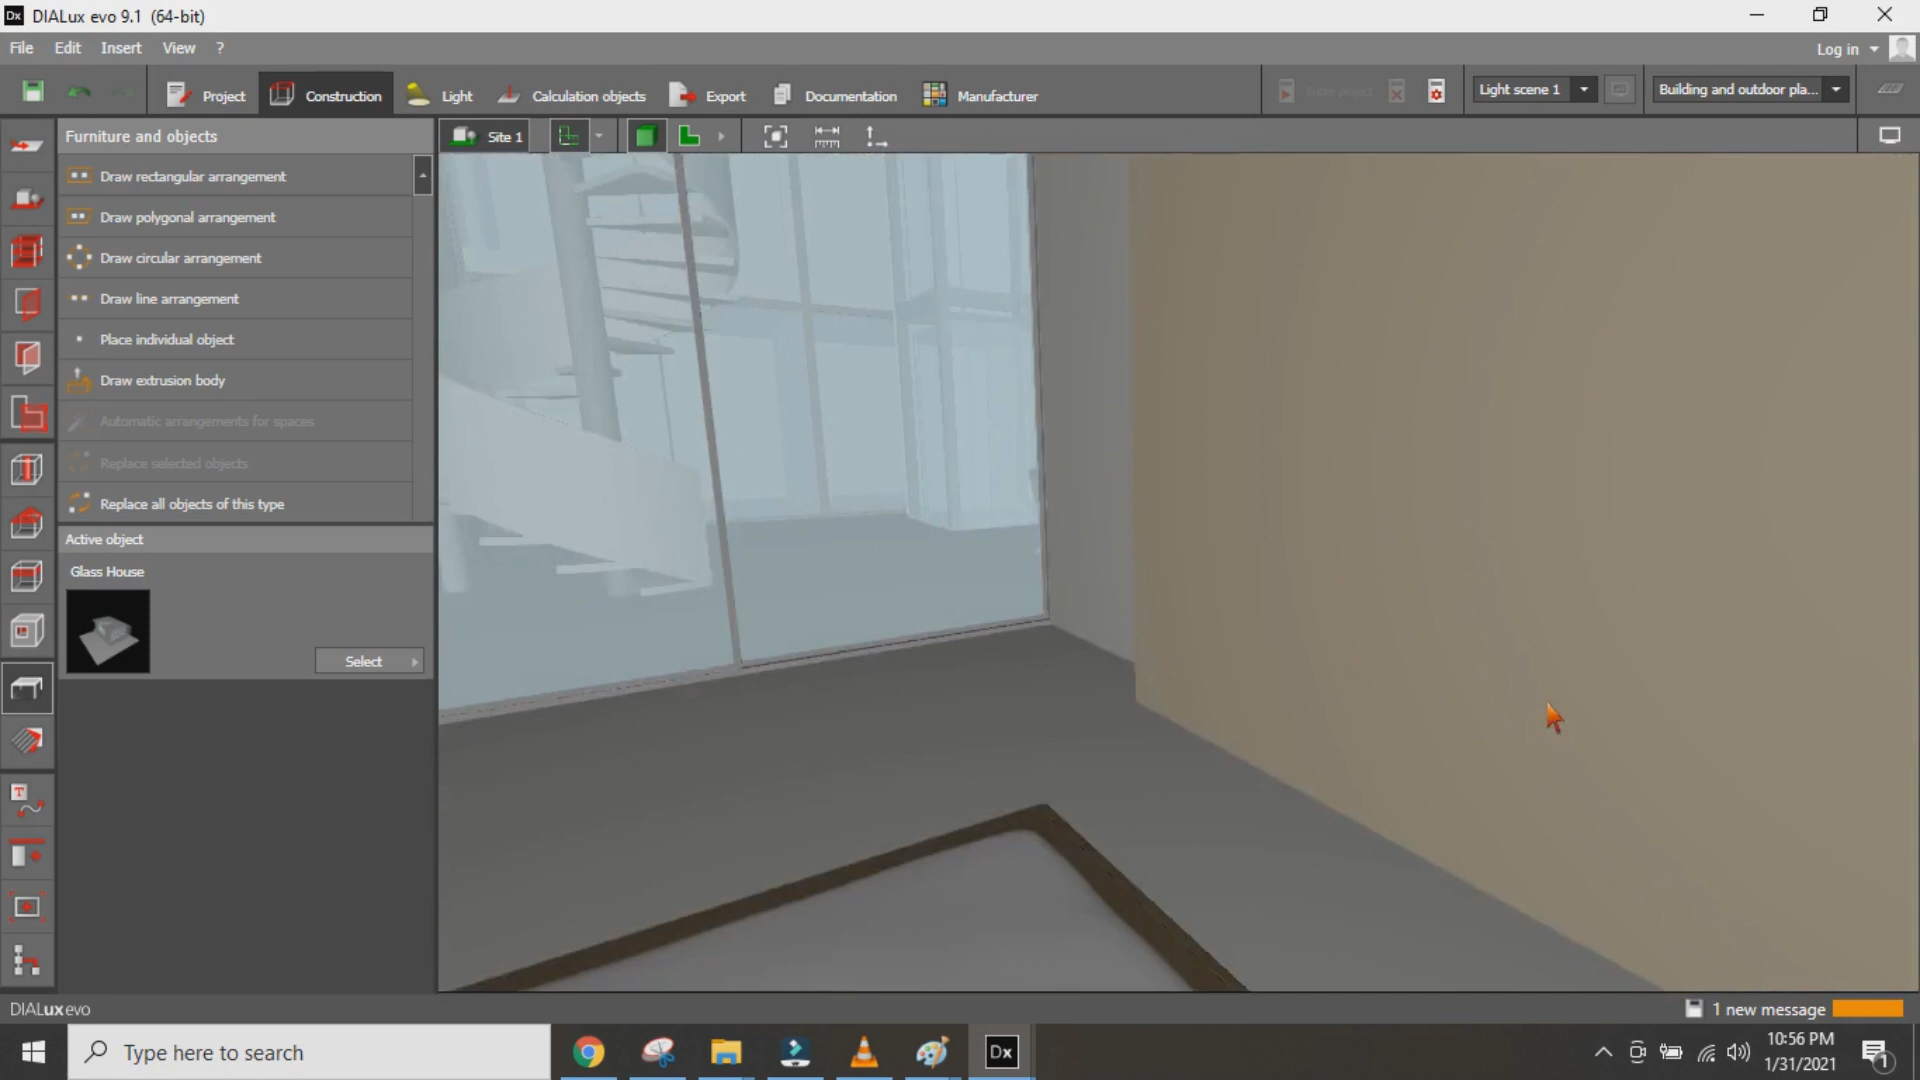 DIALux evo 9.1 (64-bit)
File Edit Insert View ?
Log in
Project Construction Light Calculation objects Export Documentation Manufacturer
Entire project
Light scene 1
Building and outdoor pla...
Furniture and objects
Site 1
Draw rectangular arrangement
Draw polygonal arrangement
Draw circular arrangement
Draw line arrangement
Place individual object
Draw extrusion body
Automatic arrangements for spaces
Replace selected objects
Replace all objects of this type
Active object
Glass House
Select
DIALux evo
1 new message
Type here to search
Dx
10:56 PM
1/31/2021
1